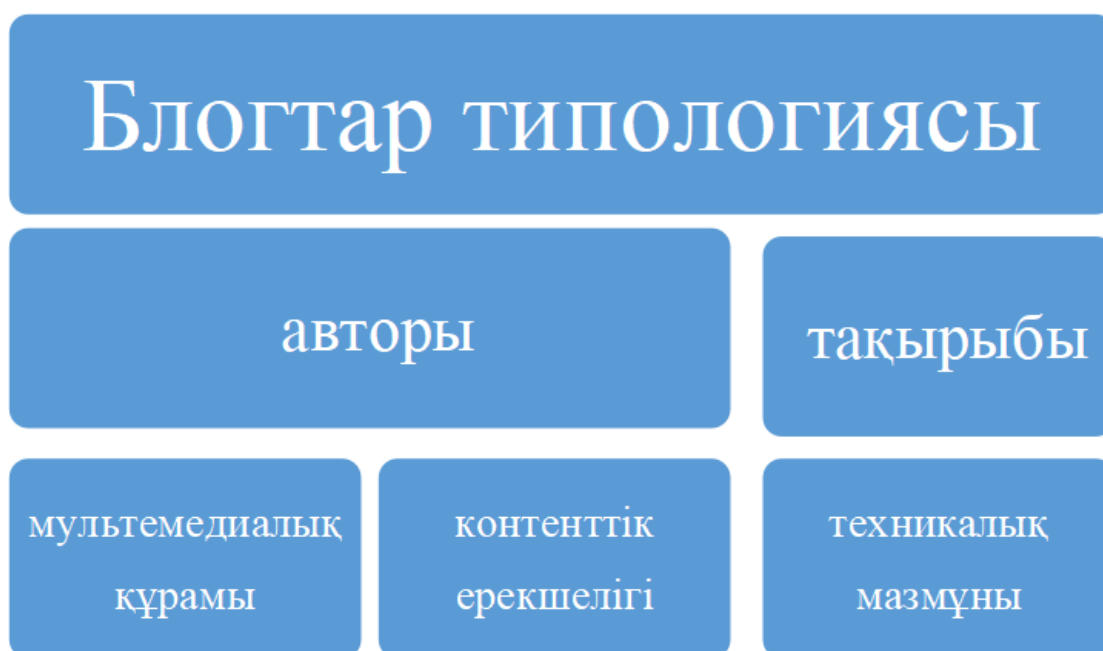 Блогтар типологиясы
авторы
тақырыбы
мультемедиалық
құрамы
контенттік
ерекшелігі
техникалық
мазмұны